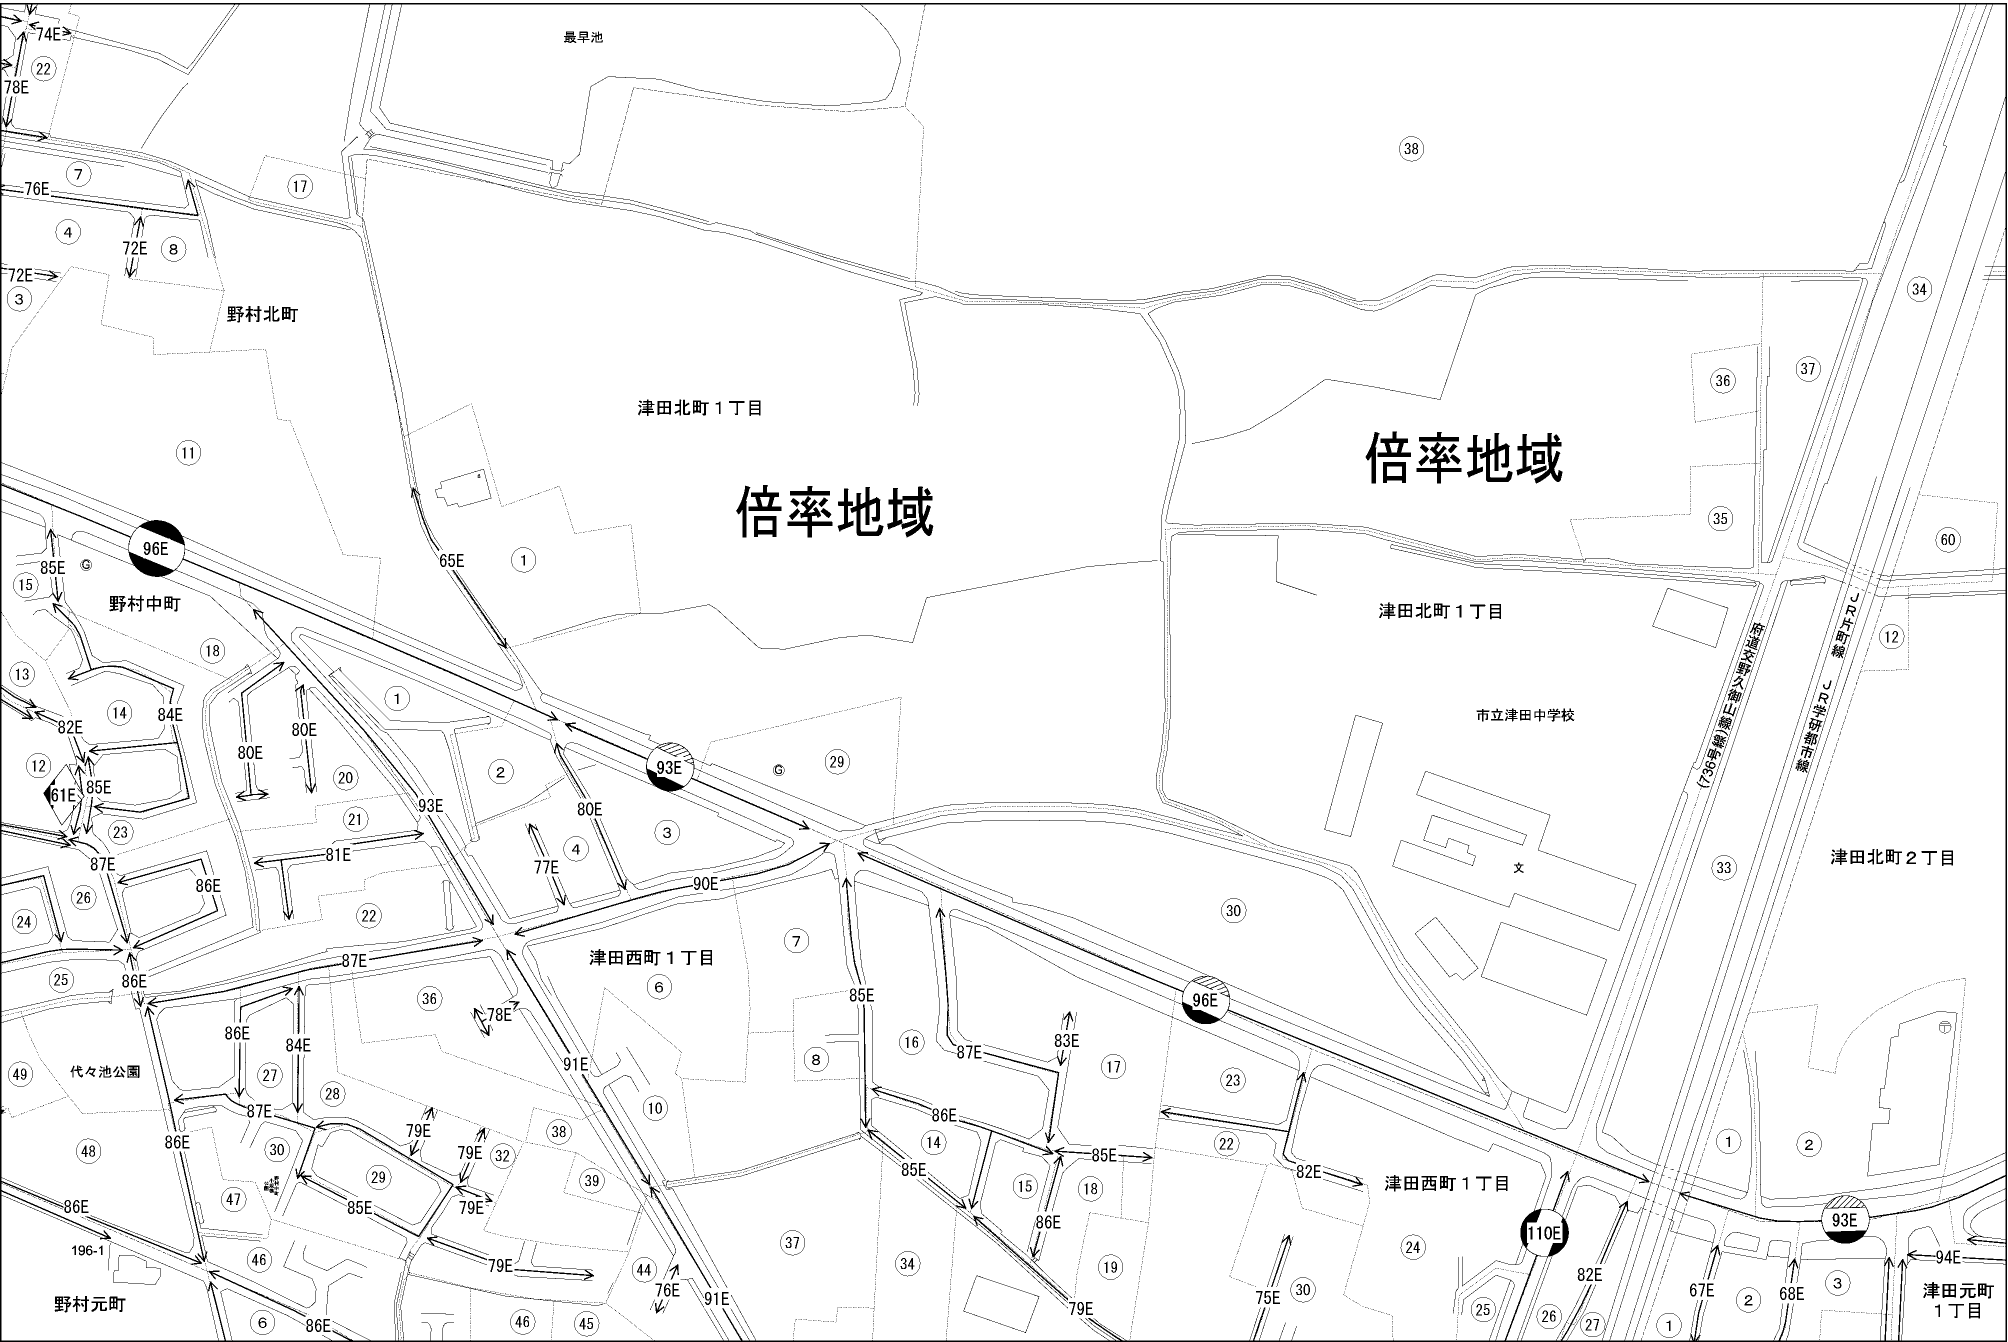 最早池
74E
22
78E
38
7
17
76E
4
72E
8
72E
3
34
野村北町
37
36
津田北町1丁目
倍率地域
11
倍率地域
35
96E
1
60
65E
85E
G
15
野村中町
津田北町1丁目
JR片町線
府道交野久御山線
(736号線)
12
18
13
1
14
84E
市立津田中学校
JR学研都市線
82E
80E
80E
2
93E
G
29
12
20
61E
85E
93E
80E
21
4
3
23
87E
81E
77E
文
33
津田北町2丁目
86E
90E
26
24
22
30
7
87E
津田西町1丁目
25
86E
6
36
85E
96E
78E
86E
84E
16
87E
83E
8
17
91E
49
代々池公園
27
23
28
10
87E
86E
86E
79E
38
14
22
1
2
48
30
79E
32
85E
85E
82E
29
39
15
18
津田西町1丁目
47
85E
79E
86E
86E
93E
110E
196-1
37
24
46
79E
34
19
94E
44
82E
野村元町
76E
91E
75E
30
67E
68E
3
津田元町
1丁目
79E
25
26
27
2
6
86E
46
45
1